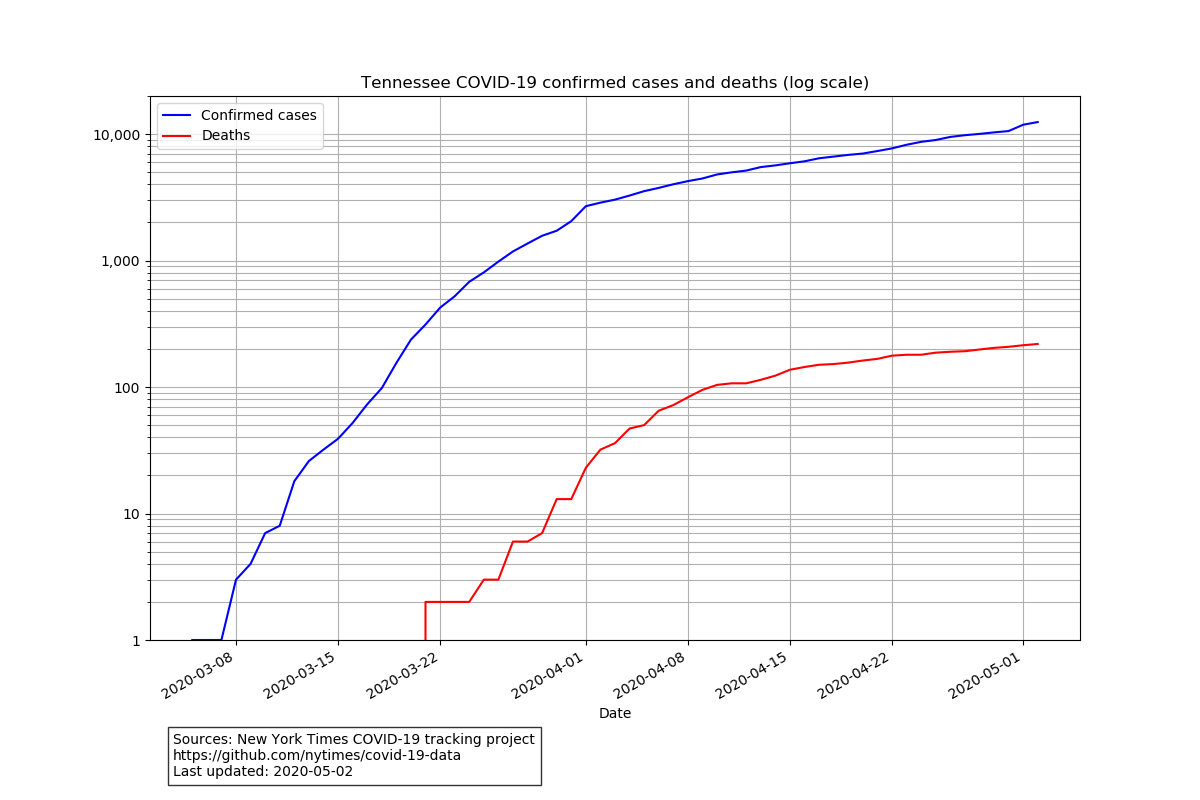 Tennessee COVID-19 confirmed cases and deaths (log scale)
Confirmed cases
Deaths
10,000
1,000
100
10
1
2020-03-08
2020-03-15
2020-03-22
2020-04-01
2020-04-08
2020-04-15
2020-04-22
2020-05-01
Date
Sources: New York Times COVID-19 tracking project
https://github.com/nytimes/covid-19-data
Last updated: 2020-05-02